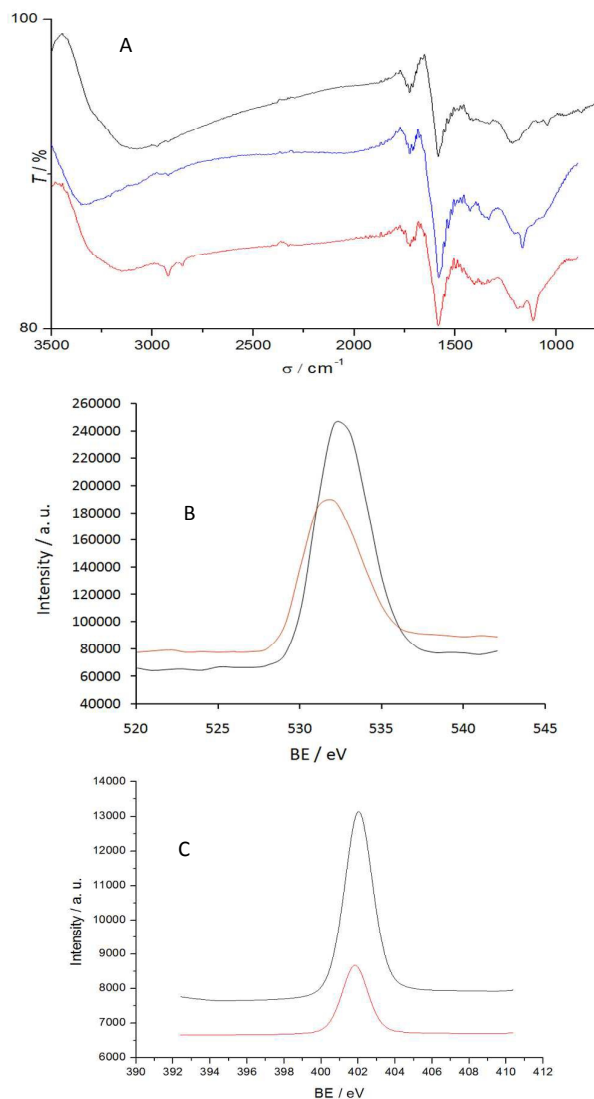 100
A
T / %
80
3500 3000 2500 2000 1500 1000
σ / cm⁻¹
260000
240000
220000
200000
180000
160000
140000
120000
100000
80000
60000
40000
B
Intensity / a. u.
520 525 530 535 540 545
BE / eV
14000
13000
12000
11000
10000
9000
8000
7000
6000
C
Intensity / a. u.
390 392 394 396 398 400 402 404 406 408 410 412
BE / eV